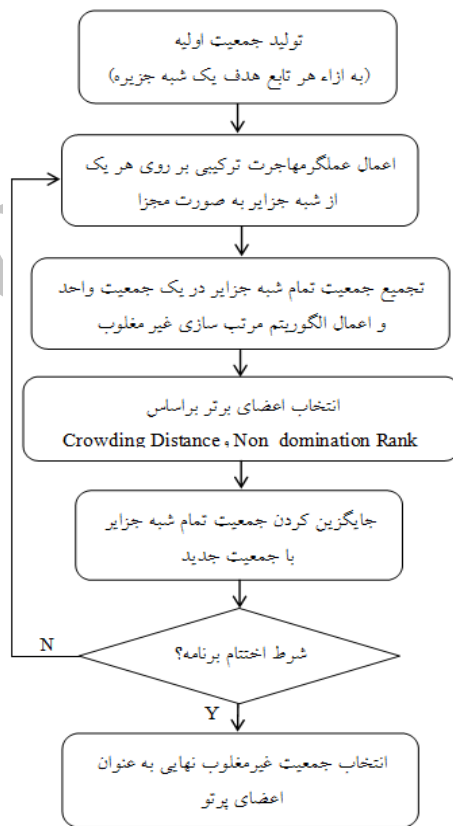 تولید جمعیت اولیه
(به ازاء هر تابع هدف یک شبه جزیره)
اعمال عملگرمهاجرت ترکیبی بر روی هر یک
از شبه جزایر به صورت مجزا
تجمیع جمعیت تمام شبه جزایر در یک جمعیت واحد
و اعمال الگوریتم مرتب سازی غیر مغلوب
انتخاب اعضای برتر براساس
Crowding Distance و Non domination Rank
جایگزین کردن جمعیت تمام شبه جزایر
با جمعیت جدید
شرط اختتام برنامه؟
N
Y
انتخاب جمعیت غیرمغلوب نهایی به عنوان
اعضای پرتو